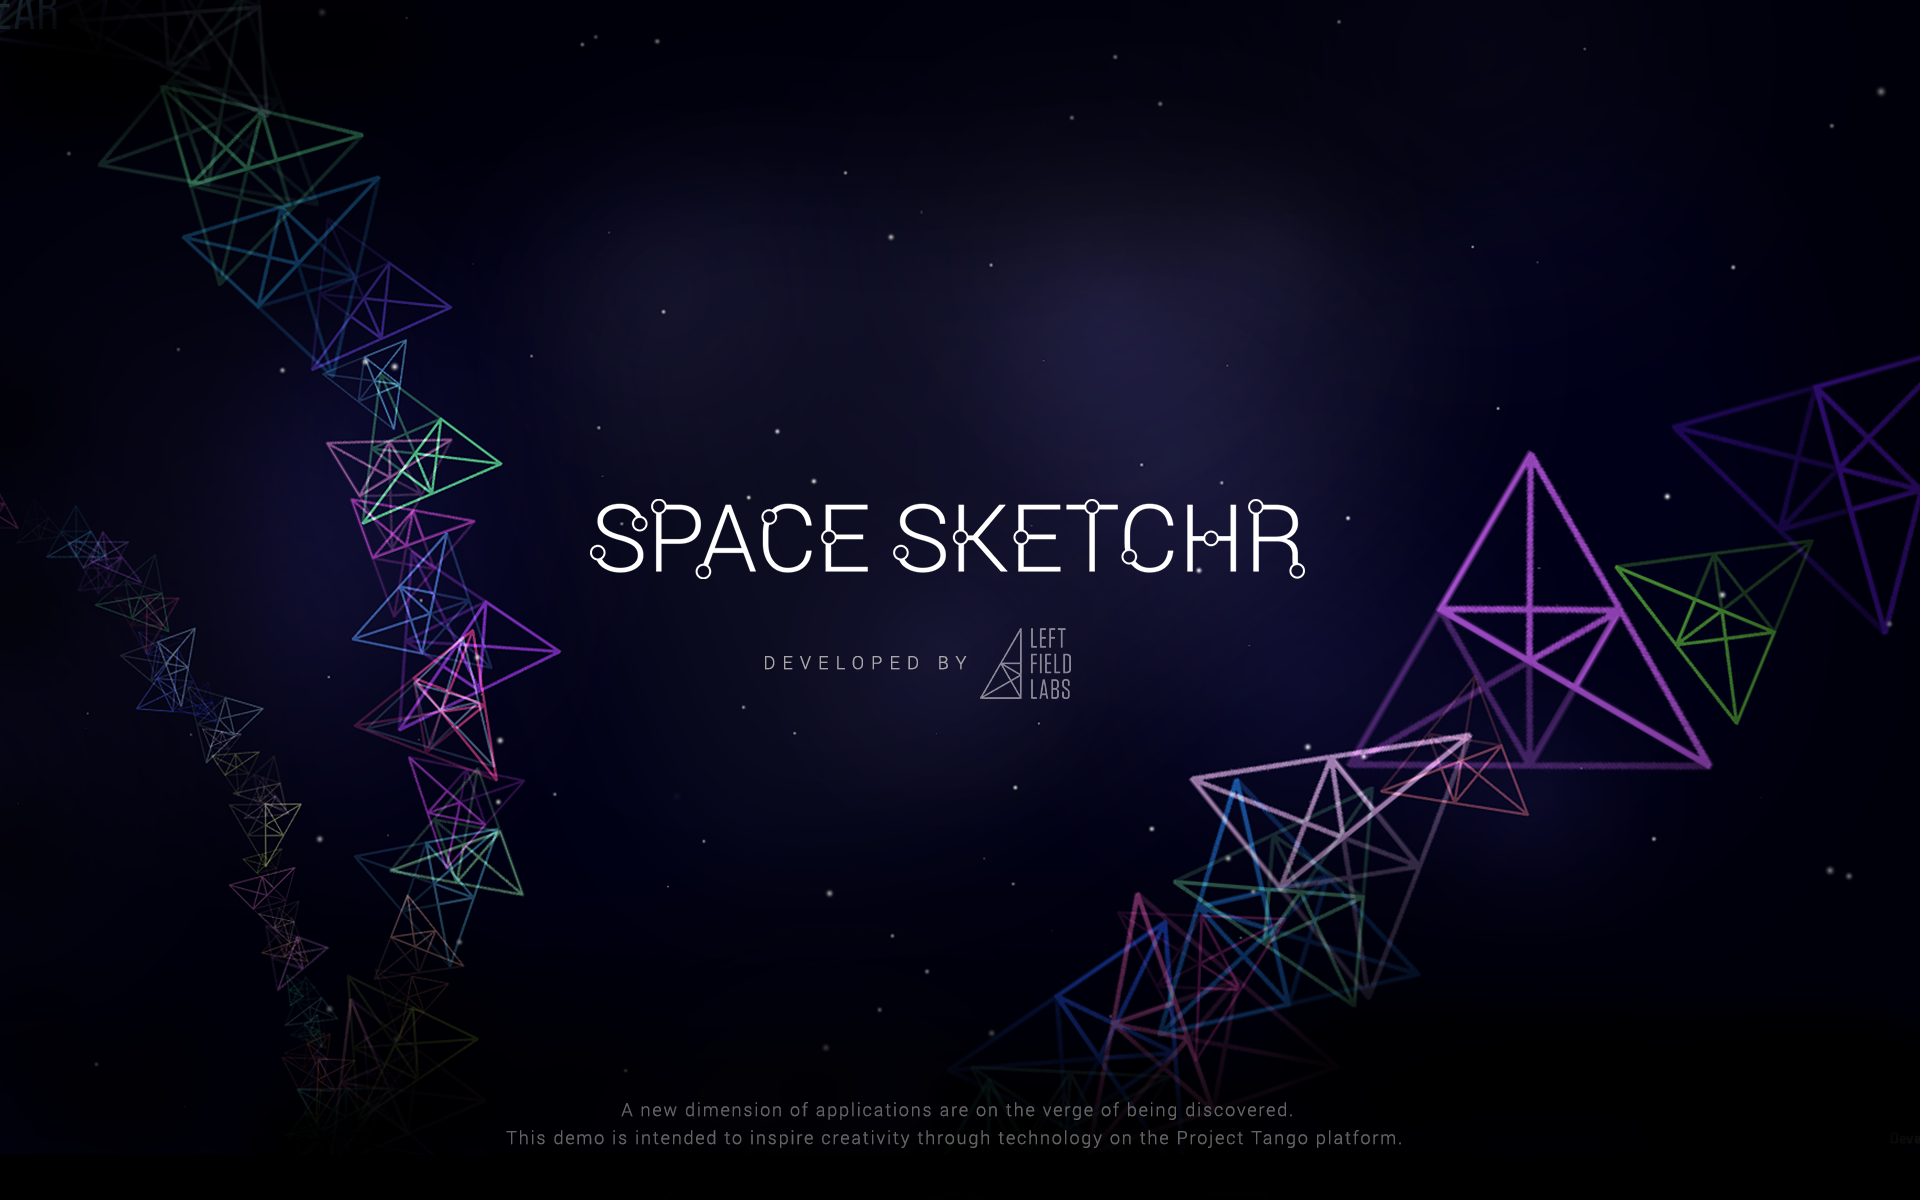 SPACE SKETCHR
DEVELOPED BY
LEFT
FIELD
LABS
A new dimension of applications are on the verge of being discovered.
This demo is intended to inspire creativity through technology on the Project Tango platform.